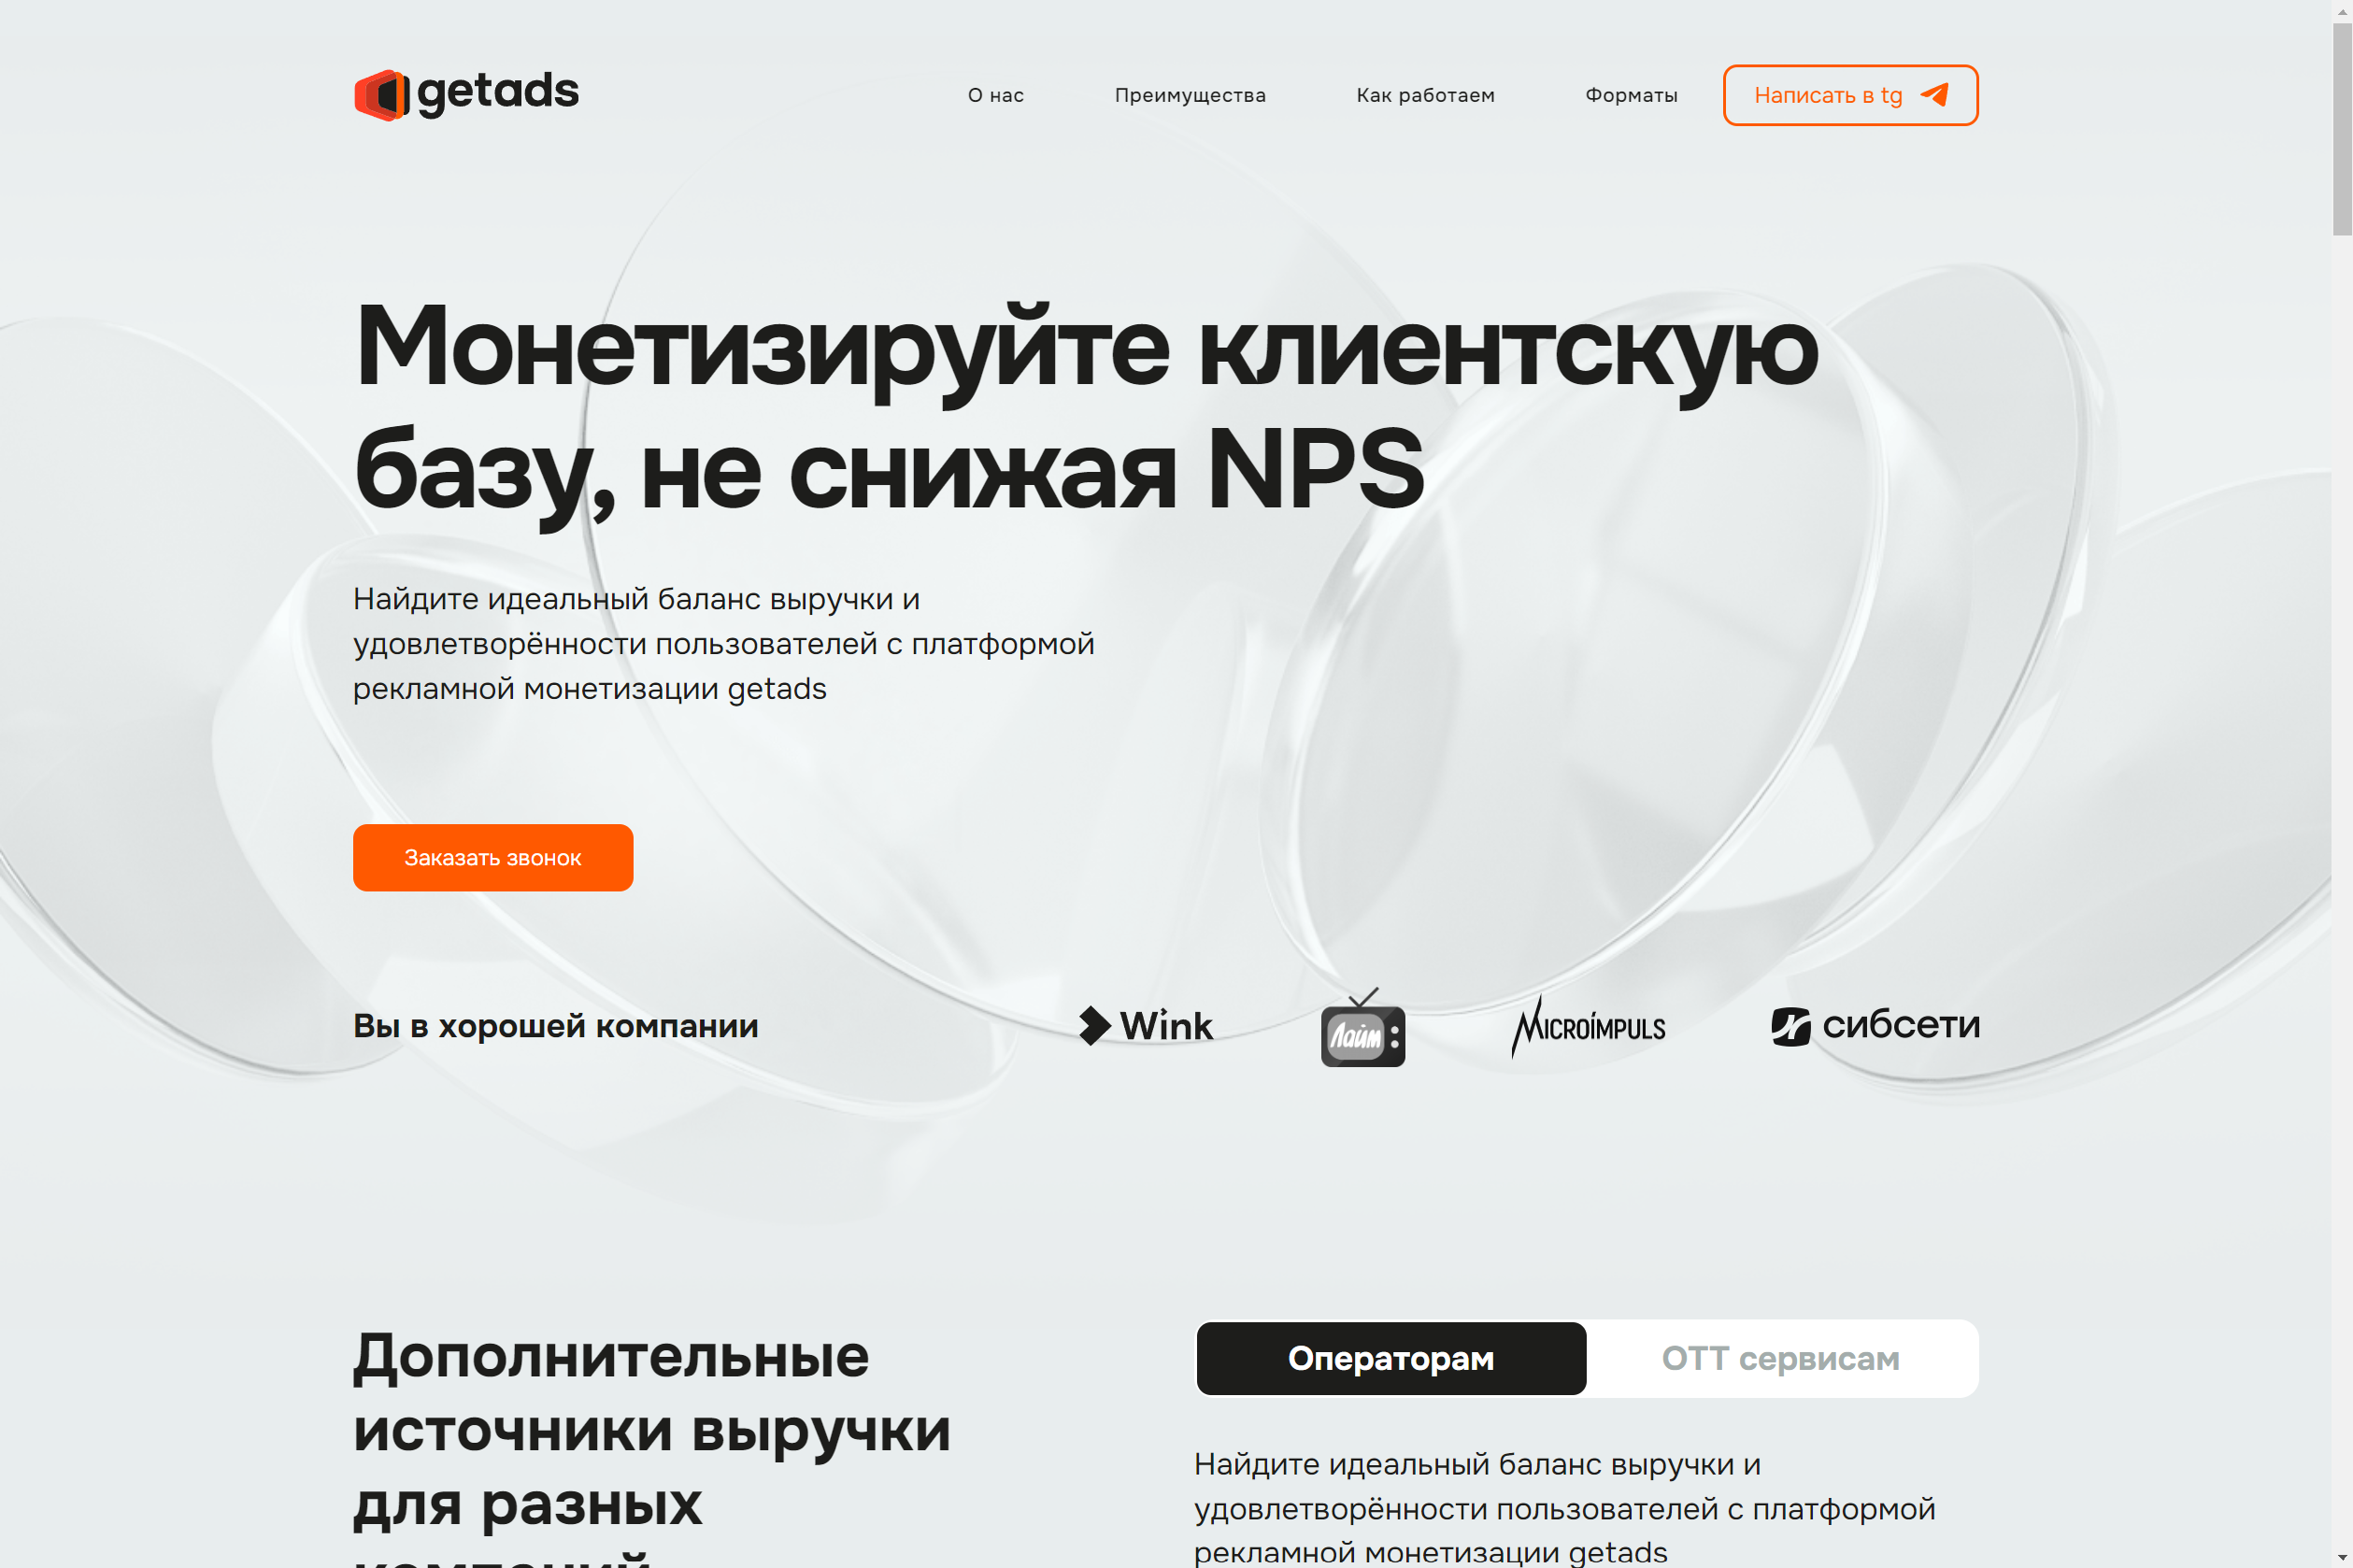 getads
О нас
Преимущества
Как работаем
Форматы
Написать в tg
Монетизируйте клиентскую
базу, не снижая NPS
Найдите идеальный баланс выручки и
удовлетворённости пользователей с платформой
рекламной монетизации getads
Заказать звонок
Вы в хорошей компании
Wink
Лайм
MICROIMPULS
сибсети
Дополнительные
источники выручки
для разных
компаний
Операторам
ОТТ сервисам
Найдите идеальный баланс выручки и
удовлетворённости пользователей с платформой
рекламной монетизации getads